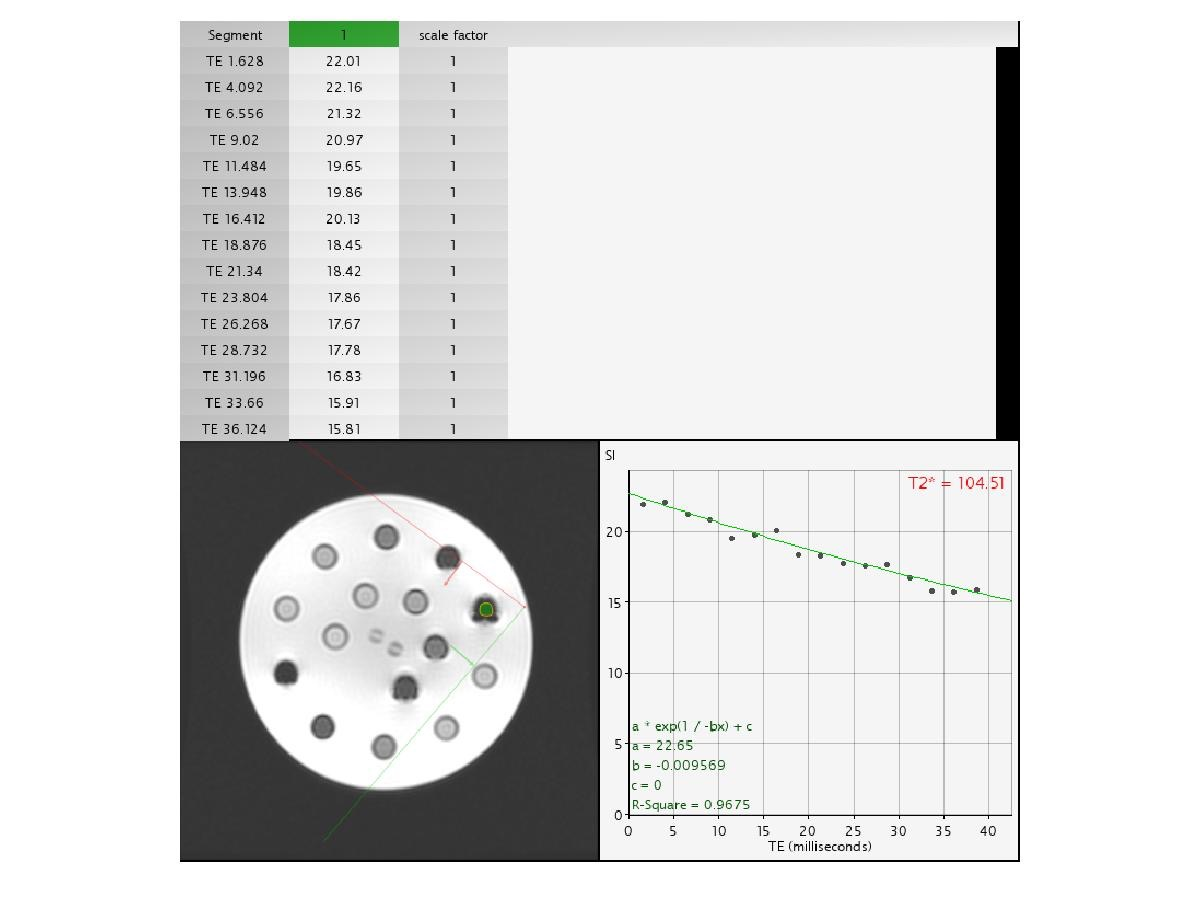 Segment 1 scale factor
TE 1.628 22.01 1
TE 4.092 22.16 1
TE 6.556 21.32 1
TE 9.02 20.97 1
TE 11.484 19.65 1
TE 13.948 19.86 1
TE 16.412 20.13 1
TE 18.876 18.45 1
TE 21.34 18.42 1
TE 23.804 17.86 1
TE 26.268 17.67 1
TE 28.732 17.78 1
TE 31.196 16.83 1
TE 33.66 15.91 1
TE 36.124 15.81 1
SI
T2* = 104.51
20
15
10
5
0
a * exp(1 / -bx) + c
a = 22.65
b = -0.009569
c = 0
R-Square = 0.9675
0 5 10 15 20 25 30 35 40
TE (milliseconds)